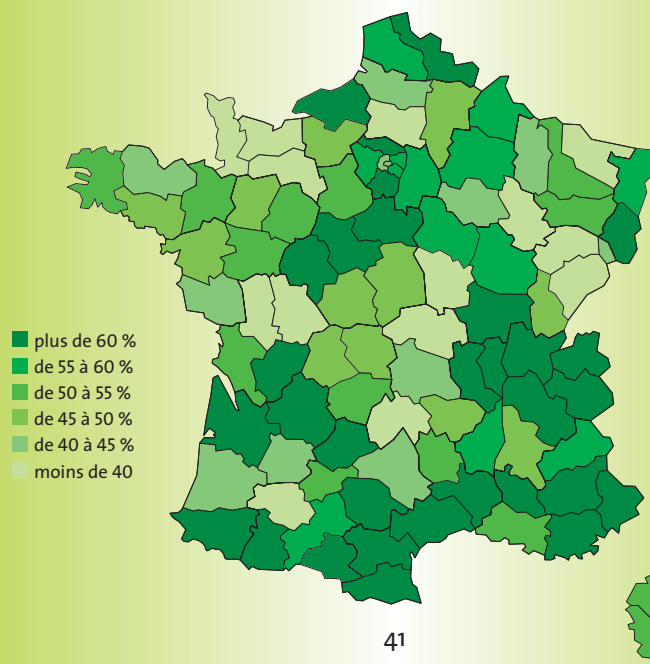 plus de 60 %
de 55 à 60 %
de 50 à 55 %
de 45 à 50 %
de 40 à 45 %
moins de 40
41